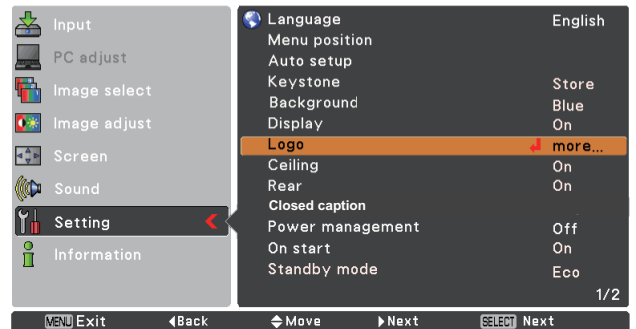 Input
PC adjust
Image select
Image adjust
Screen
Sound
Setting
Information
Language English
Menu position
Auto setup
Keystone Store
Background Blue
Display On
Logo more...
Ceiling On
Rear On
Closed caption
Power management Off
On start On
Standby mode Eco
1/2
MENU Exit Back Move Next SELECT Next